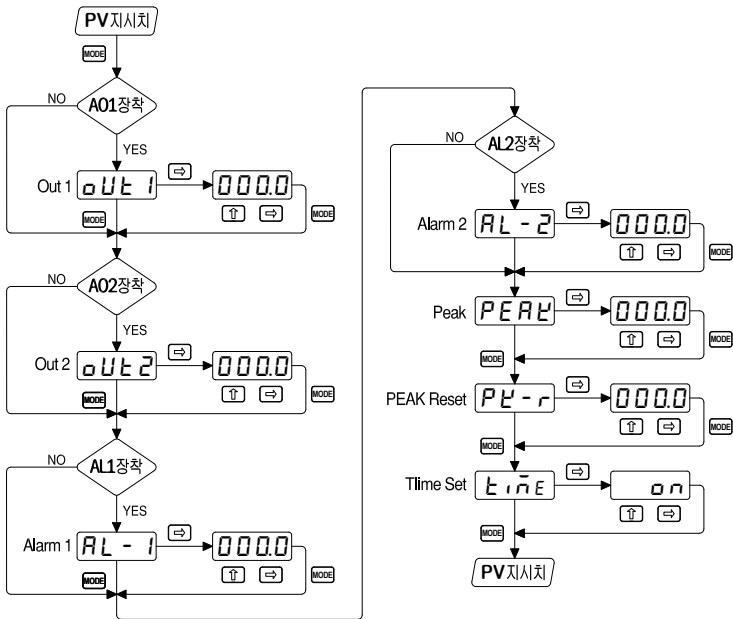 PV지시치
MODE
NO
AO1장착
YES
Out 1
oUt 1
000.0
MODE
MODE
NO
AO2장착
YES
Out 2
oUt 2
000.0
MODE
MODE
NO
AL1장착
YES
Alarm 1
AL - 1
000.0
MODE
MODE
NO
AL2장착
YES
Alarm 2
AL - 2
000.0
MODE
Peak
PEAK
000.0
MODE
MODE
PEAK Reset
PK - r
000.0
MODE
MODE
Tlime Set
timE
on
MODE
MODE
PV지시치